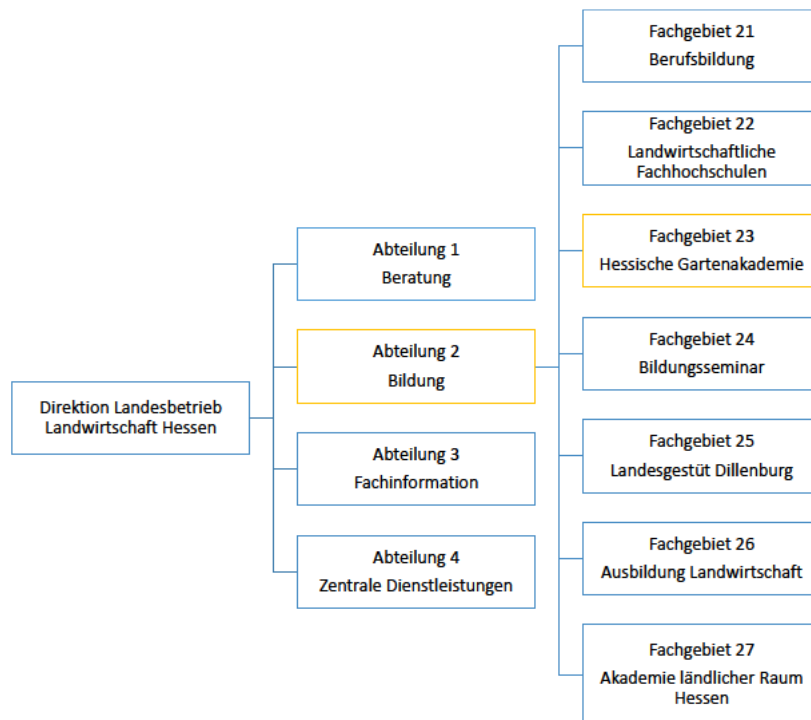 Direktion Landesbetrieb
Landwirtschaft Hessen
Abteilung 1
Beratung
Abteilung 2
Bildung
Abteilung 3
Fachinformation
Abteilung 4
Zentrale Dienstleistungen
Fachgebiet 21
Berufsbildung
Fachgebiet 22
Landwirtschaftliche
Fachhochschulen
Fachgebiet 23
Hessische Gartenakademie
Fachgebiet 24
Bildungsseminar
Fachgebiet 25
Landesgestüt Dillenburg
Fachgebiet 26
Ausbildung Landwirtschaft
Fachgebiet 27
Akademie ländlicher Raum
Hessen